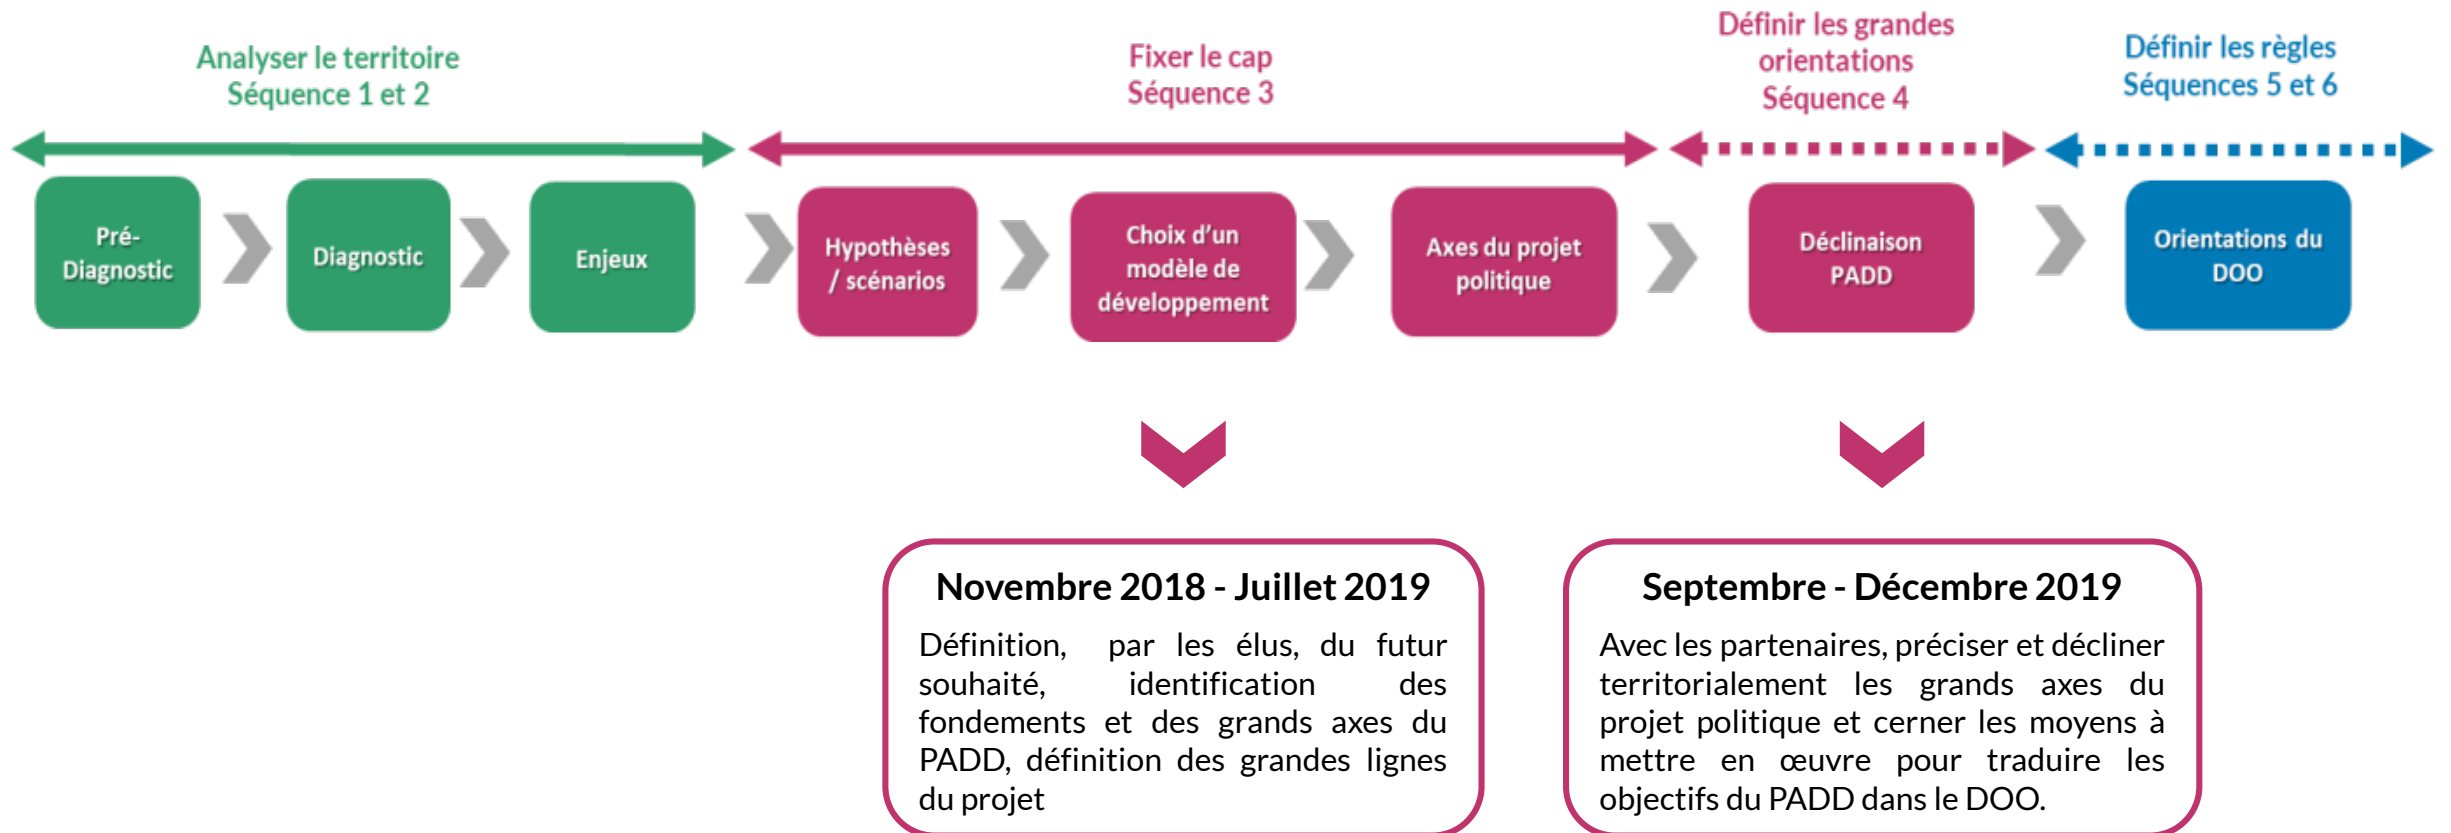 Analyser le territoire
Séquence 1 et 2
Fixer le cap
Séquence 3
Définir les grandes
orientations
Séquence 4
Définir les règles
Séquences 5 et 6
Pré-
Diagnostic
Diagnostic
Enjeux
Hypothèses
/ scénarios
Choix d'un
modèle de
développement
Axes du projet
politique
Déclinaison
PADD
Orientations du
DOO
Novembre 2018 - Juillet 2019
Définition, par les élus, du futur
souhaité, identification des
fondements et des grands axes du
PADD, définition des grandes lignes
du projet
Septembre - Décembre 2019
Avec les partenaires, préciser et décliner
territorialement les grands axes du
projet politique et cerner les moyens à
mettre en œuvre pour traduire les
objectifs du PADD dans le DOO.